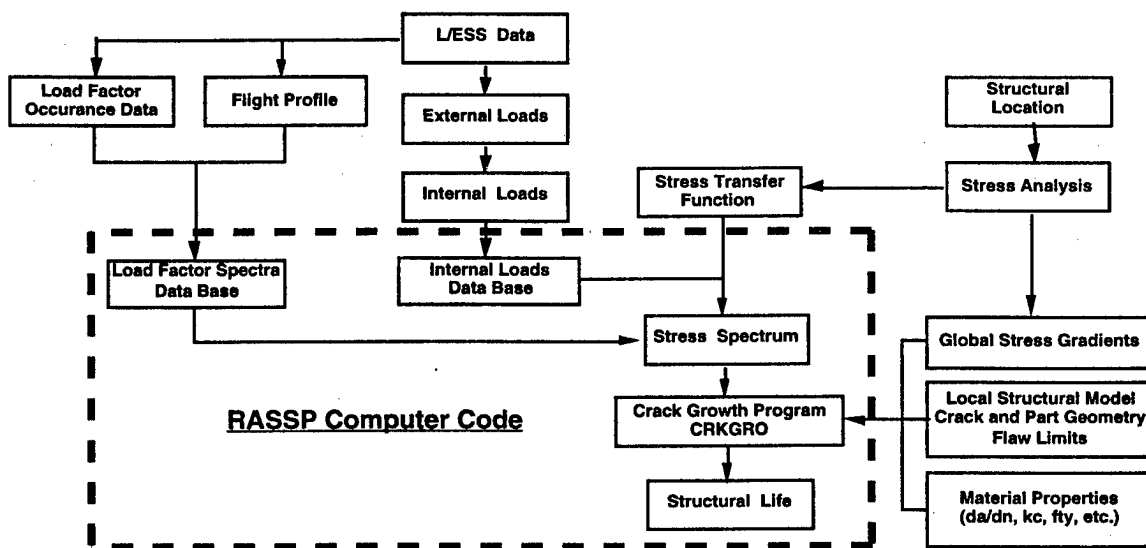 L/ESS Data
Load Factor
Occurance Data
Flight Profile
External Loads
Structural
Location
Internal Loads
Stress Transfer
Function
Stress Analysis
Load Factor Spectra
Data Base
Internal Loads
Data Base
Stress Spectrum
Global Stress Gradients
RASSP Computer Code
Crack Growth Program
CRKGRO
Local Structural Model
Crack and Part Geometry
Flaw Limits
Structural Life
Material Properties
(da/dn, kc, fty, etc.)